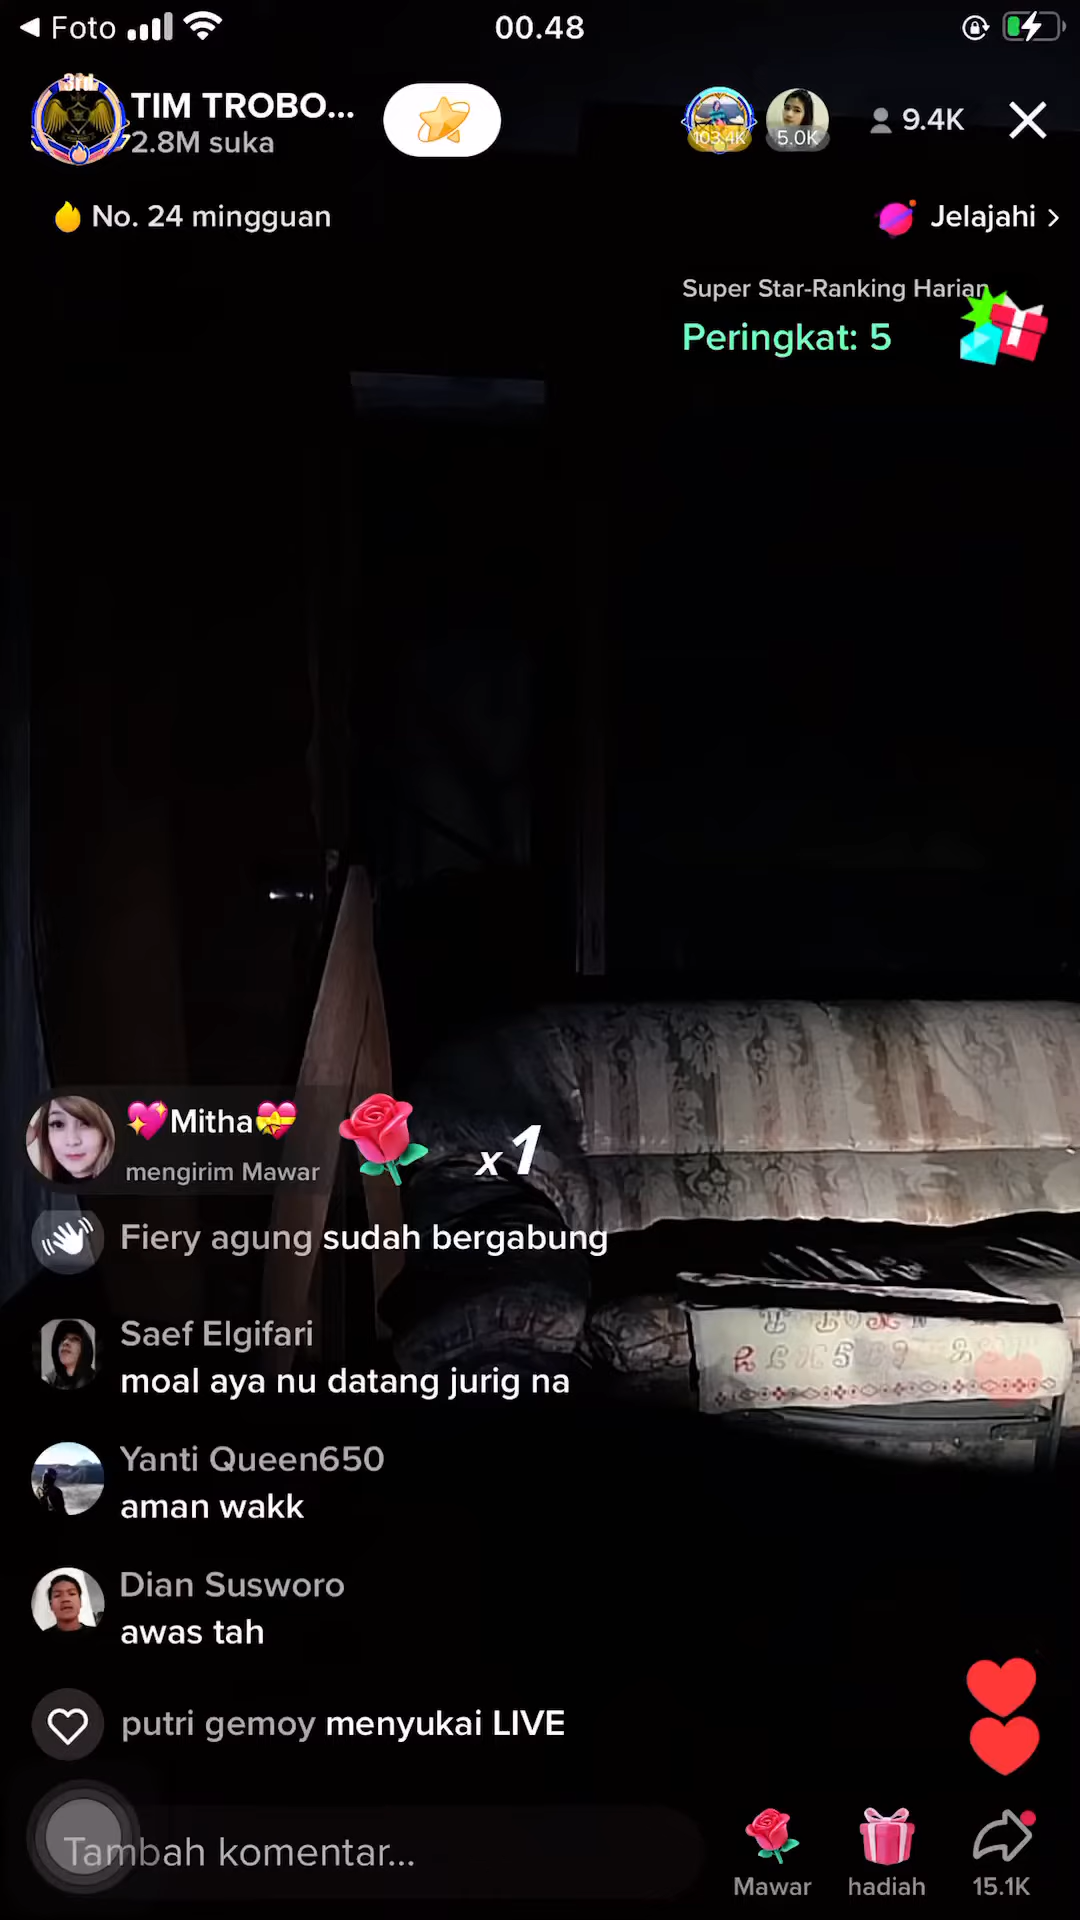 Foto
00.48
3rd
TIM TROBO...
2.8M suka
103.4K
5.0K
9.4K
No. 24 mingguan
Jelajahi >
Super Star-Ranking Harian
Peringkat: 5
💖Mitha💝
mengirim Mawar
x1
Fiery agung sudah bergabung
Saef Elgifari
moal aya nu datang jurig na
Yanti Queen650
aman wakk
Dian Susworo
awas tah
putri gemoy menyukai LIVE
Tambah komentar...
Mawar
hadiah
15.1K